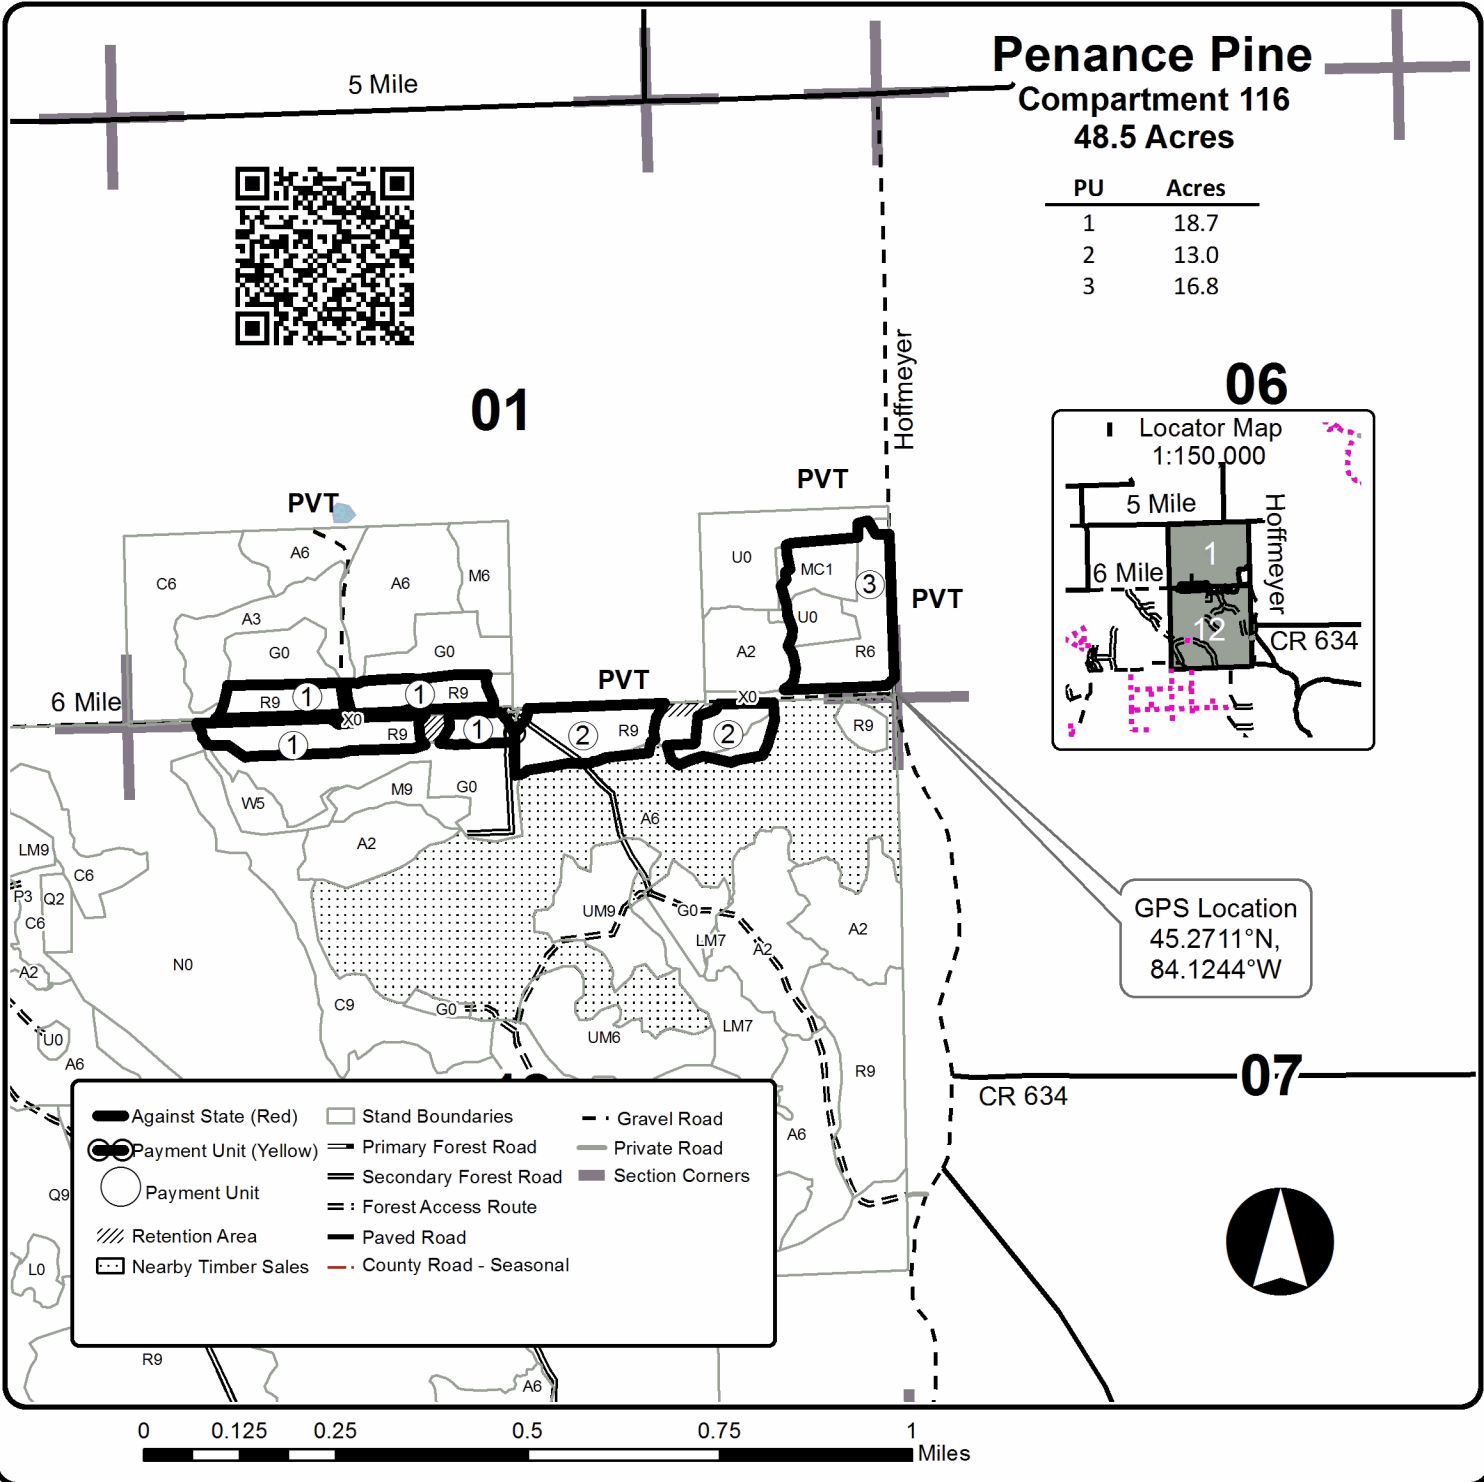 Penance Pine
Compartment 116
48.5 Acres
PU Acres
1 18.7
2 13.0
3 16.8
5 Mile
Hoffmeyer
01
06
Locator Map
1:150,000
5 Mile
Hoffmeyer
1
6 Mile
12
CR 634
PVT
PVT
PVT
PVT
C6
A6
A6
M6
A3
G0
G0
U0
MC1
3
U0
A2
R6
6 Mile
R9
1
1
R9
X0
X0
1
R9
1
2
R9
2
R9
W5
M9
G0
A2
A6
LM9
C6
P3
Q2
C6
A2
N0
UM9
G0
LM7
A2
A2
GPS Location
45.2711°N,
84.1244°W
C9
G0
UM6
LM7
U0
A6
R9
07
CR 634
A6
Q9
L0
R9
A6
Against State (Red)
Payment Unit (Yellow)
Payment Unit
Retention Area
Nearby Timber Sales
Stand Boundaries
Primary Forest Road
Secondary Forest Road
Forest Access Route
Paved Road
County Road - Seasonal
Gravel Road
Private Road
Section Corners
0 0.125 0.25 0.5 0.75 1
Miles